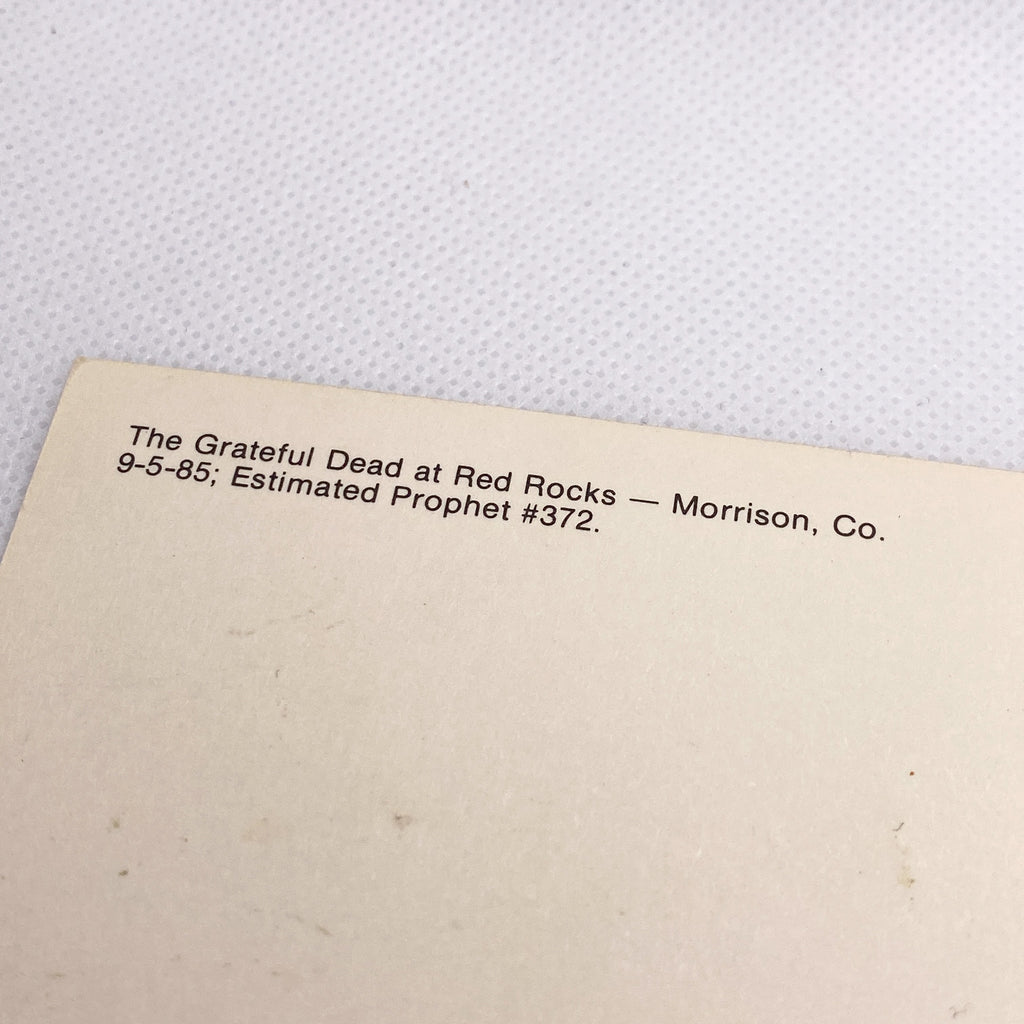 The Grateful Dead at Red Rocks — Morrison, Co.
9-5-85; Estimated Prophet #372.